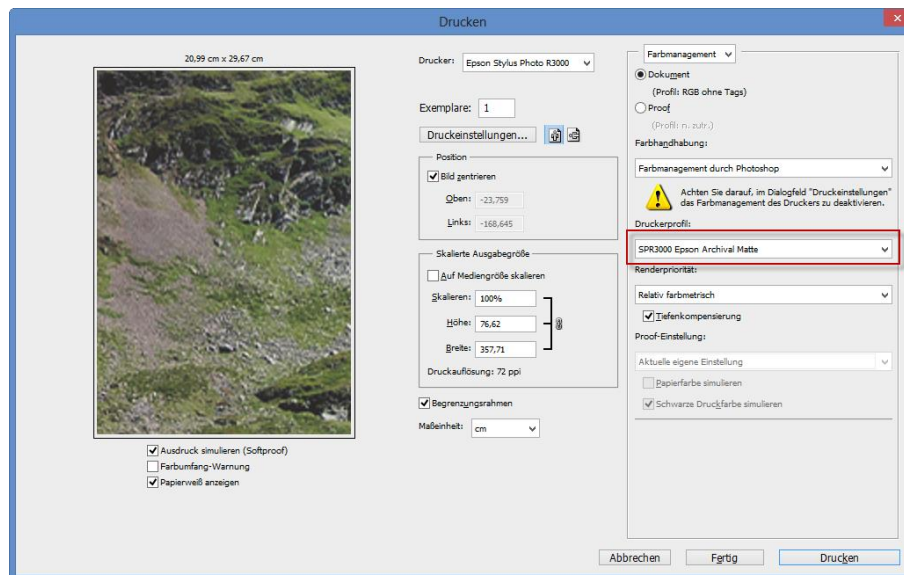 Drucken
20,99 cm x 29,67 cm
Ausdruck simulieren (Softproof)
Farbumfang-Warnung
Papierweiß anzeigen
Drucker: Epson Stylus Photo R3000
Exemplare: 1
Druckeinstellungen...
Position
Bild zentrieren
Oben: -23,759
Links: -168,645
Skalierte Ausgabegröße
Auf Mediengröße skalieren
Skalieren: 100%
Höhe: 76,62
Breite: 357,71
Druckauflösung: 72 ppi
Begrenzungsrahmen
Maßeinheit: cm
Farbmanagement
Dokument
(Profil: RGB ohne Tags)
Proof
(Profil: n. zutr.)
Farbhandhabung:
Farbmanagement durch Photoshop
Achten Sie darauf, im Dialogfeld "Druckeinstellungen"
das Farbmanagement des Druckers zu deaktivieren.
Druckerprofil:
SPR3000 Epson Archival Matte
Renderpriorität:
Relativ farbmetrisch
Tiefenkompensierung
Proof-Einstellung:
Aktuelle eigene Einstellung
Papierfarbe simulieren
Schwarze Druckfarbe simulieren
Abbrechen
Fertig
Drucken